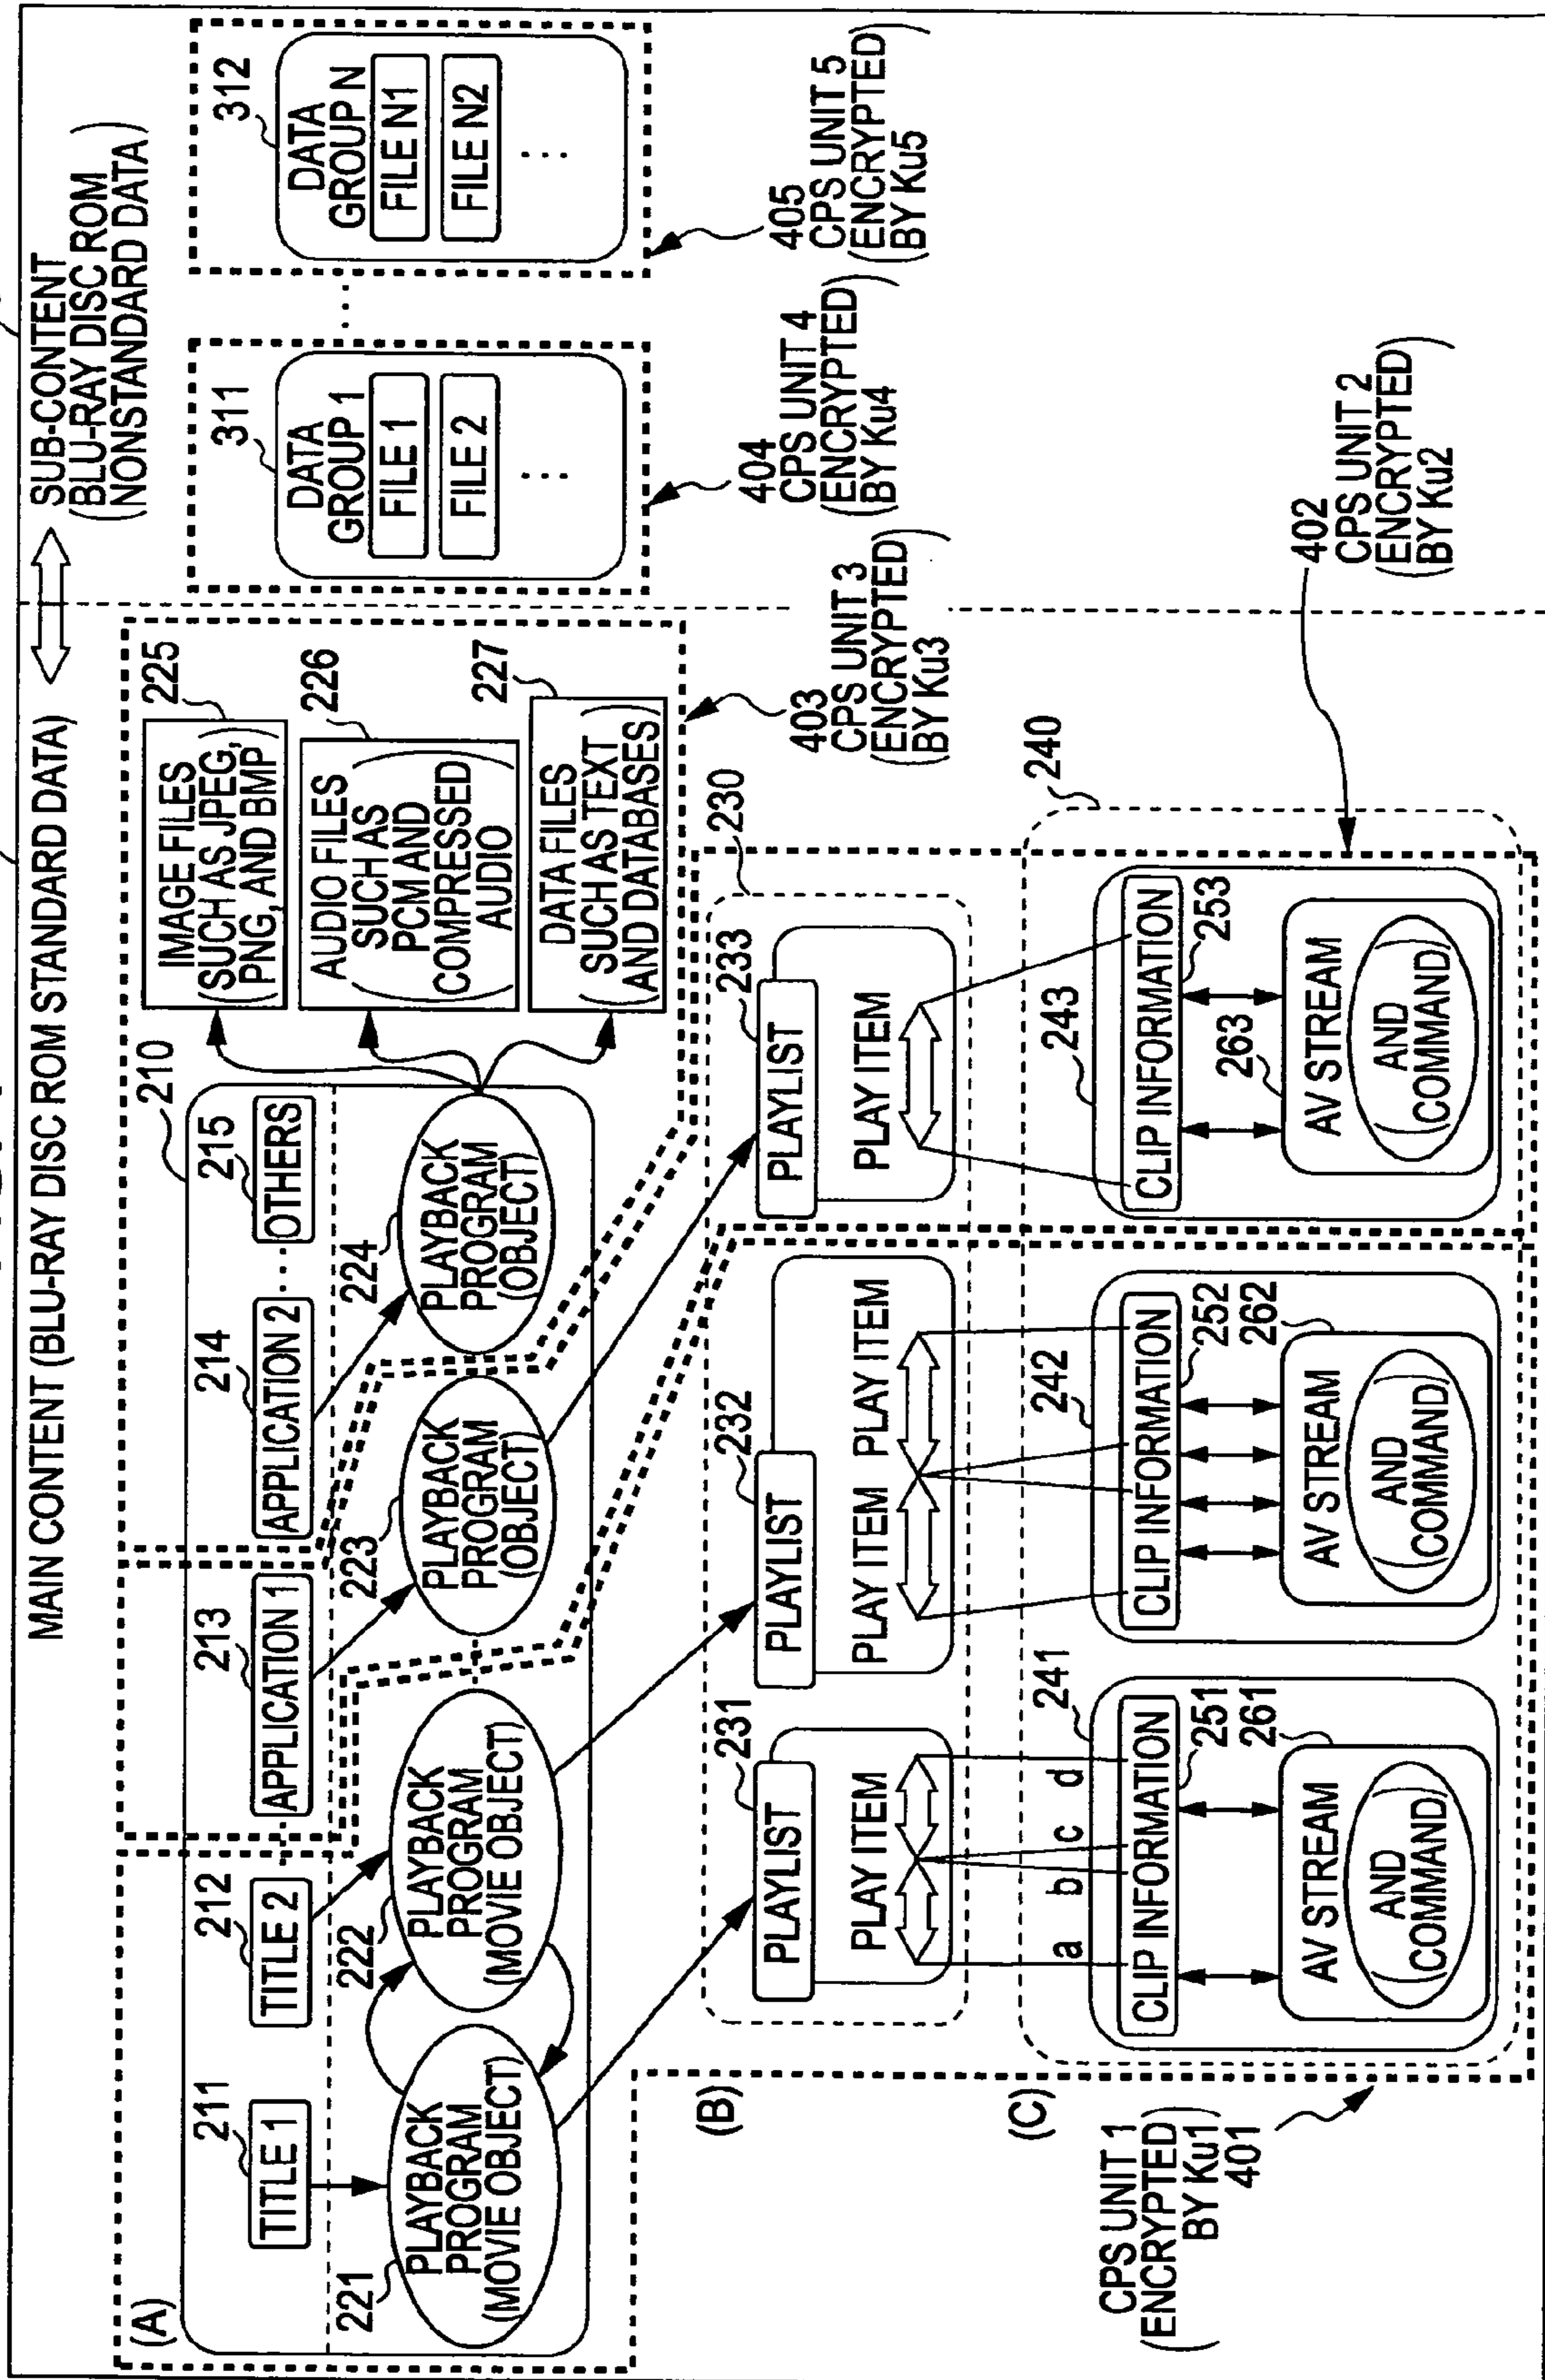 MAIN CONTENT (BLU-RAY DISC ROM STANDARD DATA)
SUB-CONTENT
(BLU-RAY DISC ROM
NONSTANDARD DATA)
(A)
210
211
TITLE 1
212
TITLE 2
213
APPLICATION 1
214
APPLICATION 2
215
OTHERS
221
PLAYBACK
PROGRAM
(MOVIE OBJECT)
222
PLAYBACK
PROGRAM
(MOVIE OBJECT)
223
PLAYBACK
PROGRAM
(OBJECT)
224
PLAYBACK
PROGRAM
(OBJECT)
225
IMAGE FILES
(SUCH AS JPEG,
PNG, AND BMP)
226
AUDIO FILES
(SUCH AS
PCM AND
COMPRESSED
AUDIO)
227
DATA FILES
(SUCH AS TEXT
AND DATABASES)
311
DATA
GROUP 1
FILE 1
FILE 2
312
DATA
GROUP N
FILE N1
FILE N2
403
CPS UNIT 3
(ENCRYPTED
BY Ku3)
404
CPS UNIT 4
(ENCRYPTED
BY Ku4)
405
CPS UNIT 5
(ENCRYPTED
BY Ku5)
(B)
230
231
PLAYLIST
PLAY ITEM
232
PLAYLIST
PLAY ITEM PLAY ITEM
233
PLAYLIST
PLAY ITEM
a b c d
(C)
240
241
CLIP INFORMATION
251
261
AV STREAM
(AND
COMMAND)
242
CLIP INFORMATION
252
262
AV STREAM
(AND
COMMAND)
243
CLIP INFORMATION
253
263
AV STREAM
(AND
COMMAND)
CPS UNIT 1
(ENCRYPTED
BY Ku1)
401
402
CPS UNIT 2
(ENCRYPTED
BY Ku2)